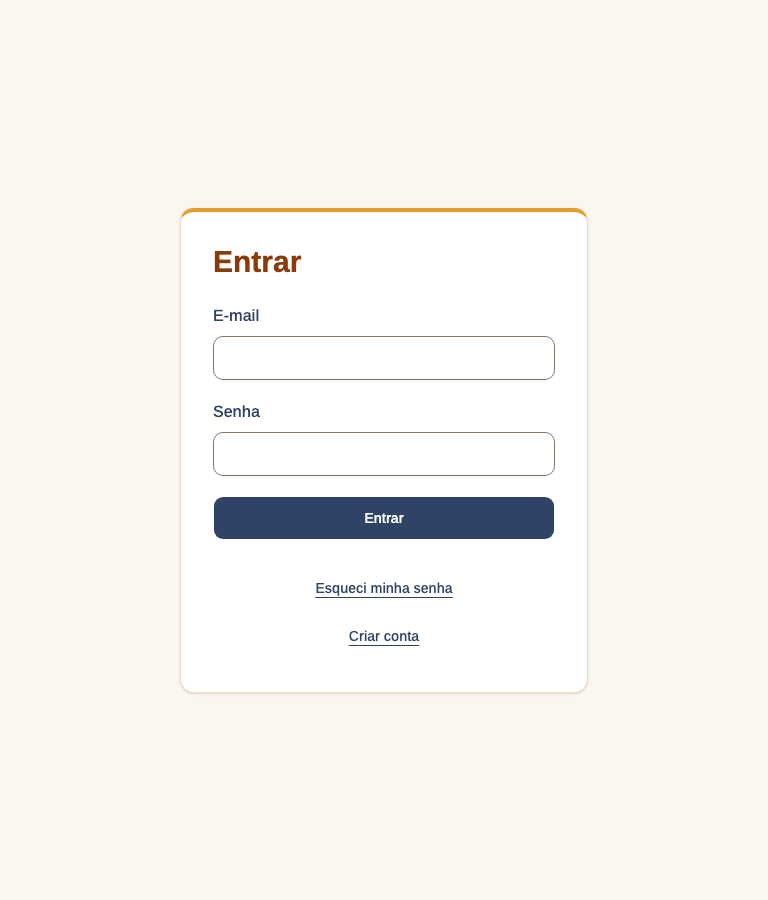 Entrar
E-mail
Senha
Entrar
Esqueci minha senha
Criar conta